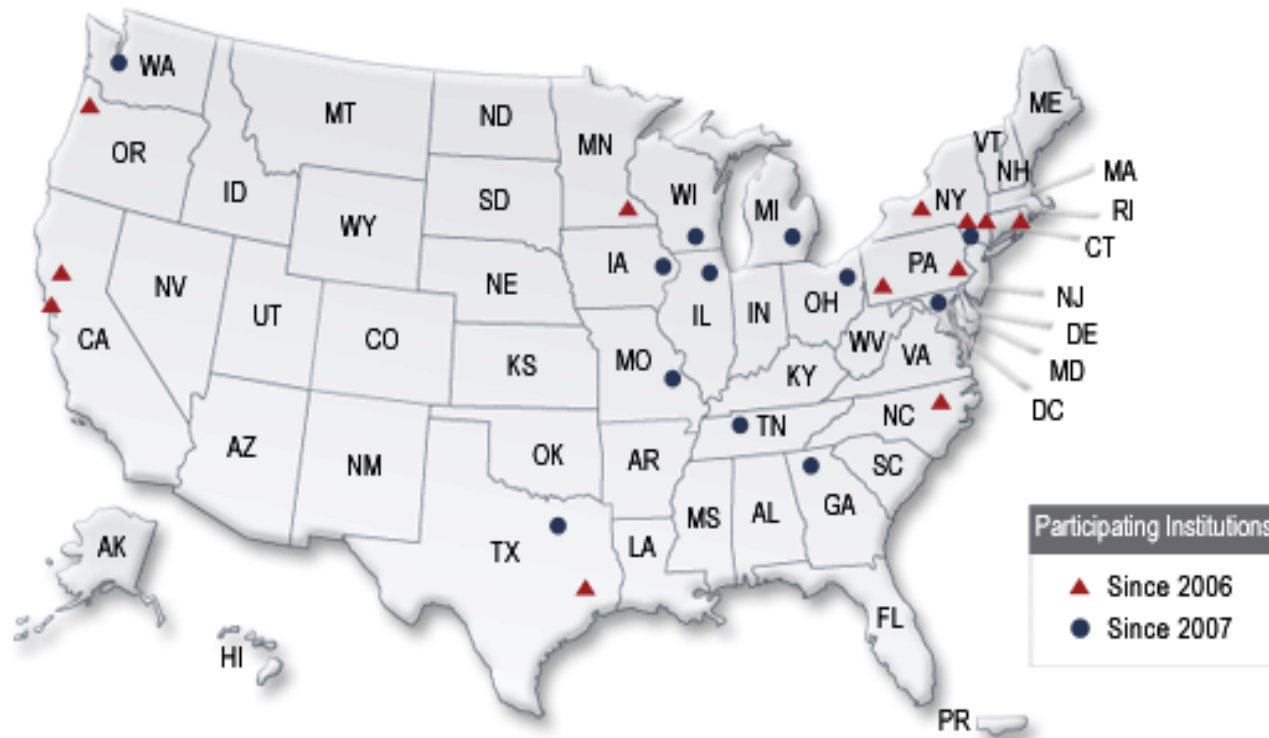 WA
MT
ND
MN
ME
VT
NH
OR
ID
SD
WI
MI
NY
MA
RI
CT
WY
IA
PA
NE
NV
UT
CO
IL
IN
OH
NJ
DE
MD
DC
CA
KS
MO
WV
VA
KY
AZ
NM
OK
AR
TN
NC
SC
MS
AL
GA
TX
LA
FL
AK
HI
PR
Participating Institutions
Since 2006
Since 2007